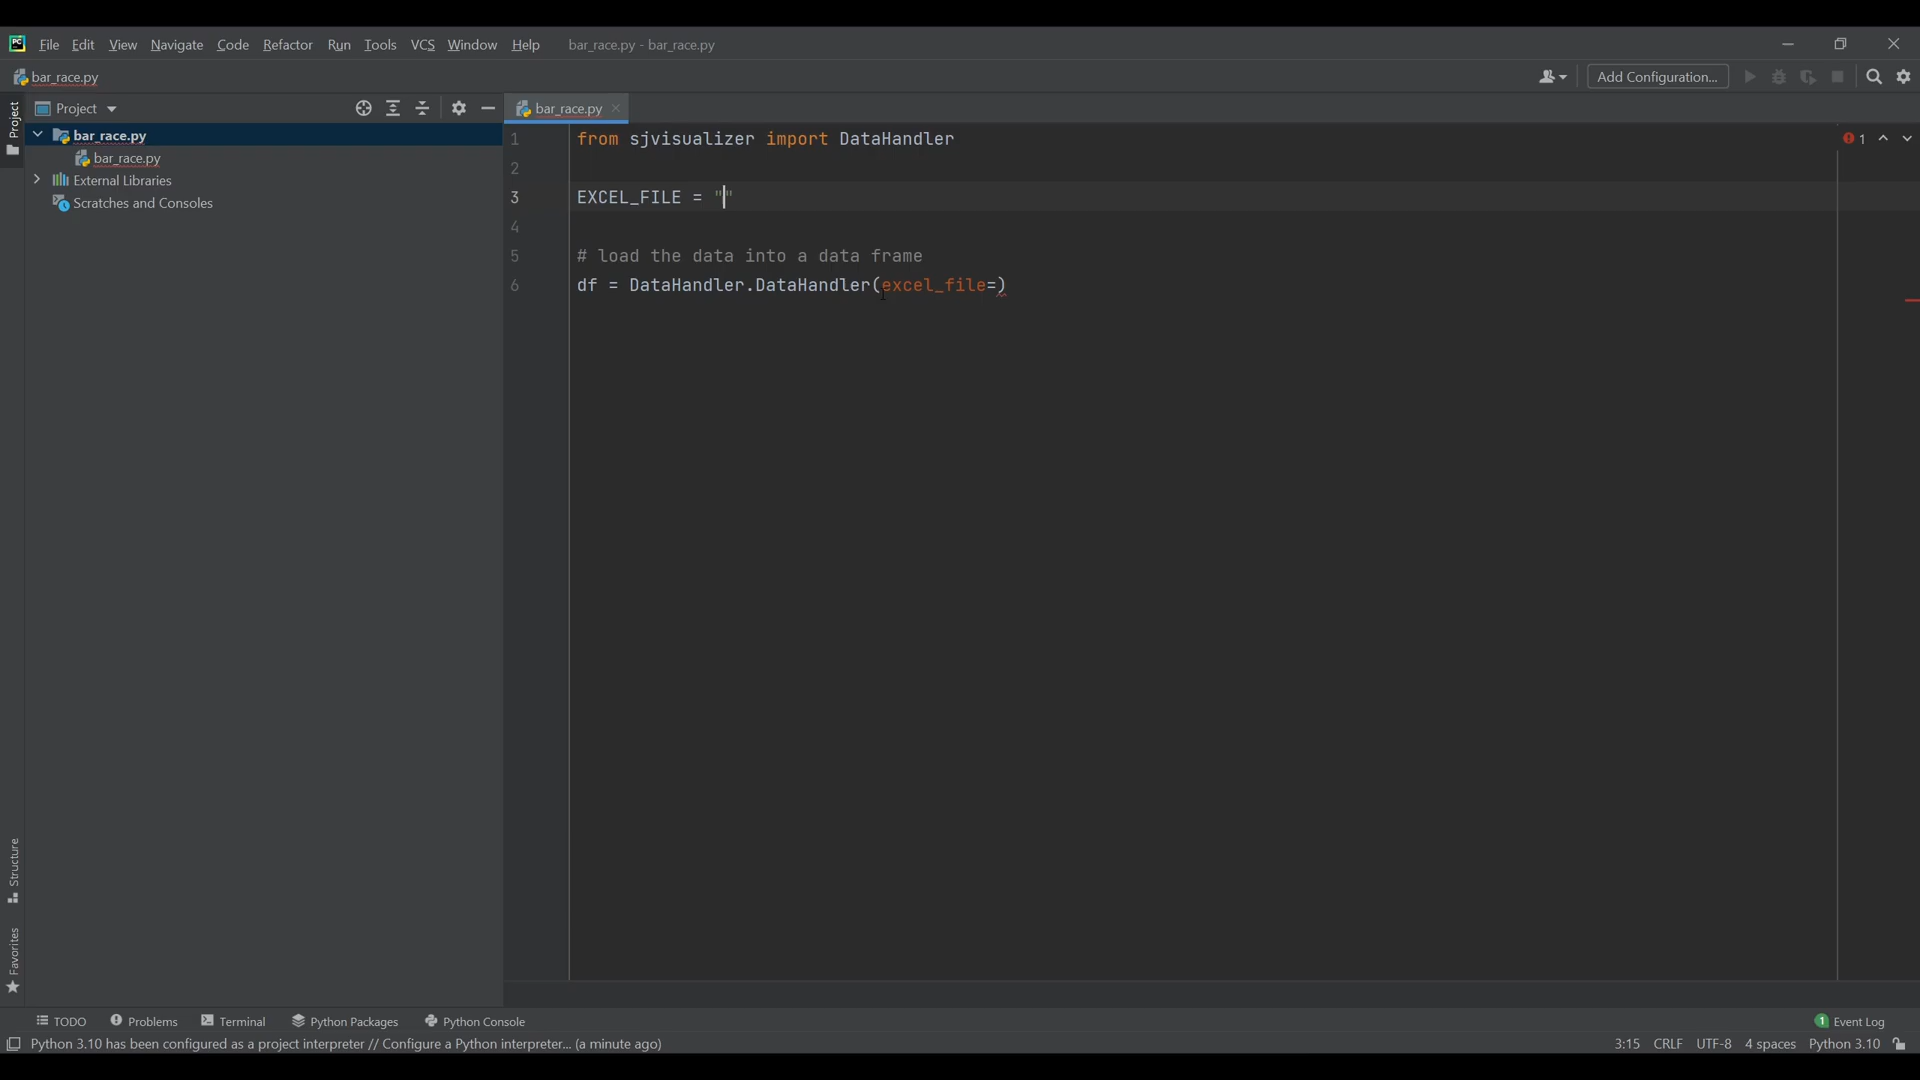 PC File Edit View Navigate Code Refactor Run Tools VCS Window Help bar_race.py - bar_race.py
bar_race.py Add Configuration...
Project Project bar_race.py
bar_race.py
bar_race.py
External Libraries
Scratches and Consoles
1 from sjvisualizer import DataHandler 1
2
3 EXCEL_FILE = ""
4
5 # load the data into a data frame
6 df = DataHandler.DataHandler(excel_file=)
Structure
Favorites
TODO Problems Terminal Python Packages Python Console 1 Event Log
Python 3.10 has been configured as a project interpreter // Configure a Python interpreter... (a minute ago) 3:15 CRLF UTF-8 4 spaces Python 3.10